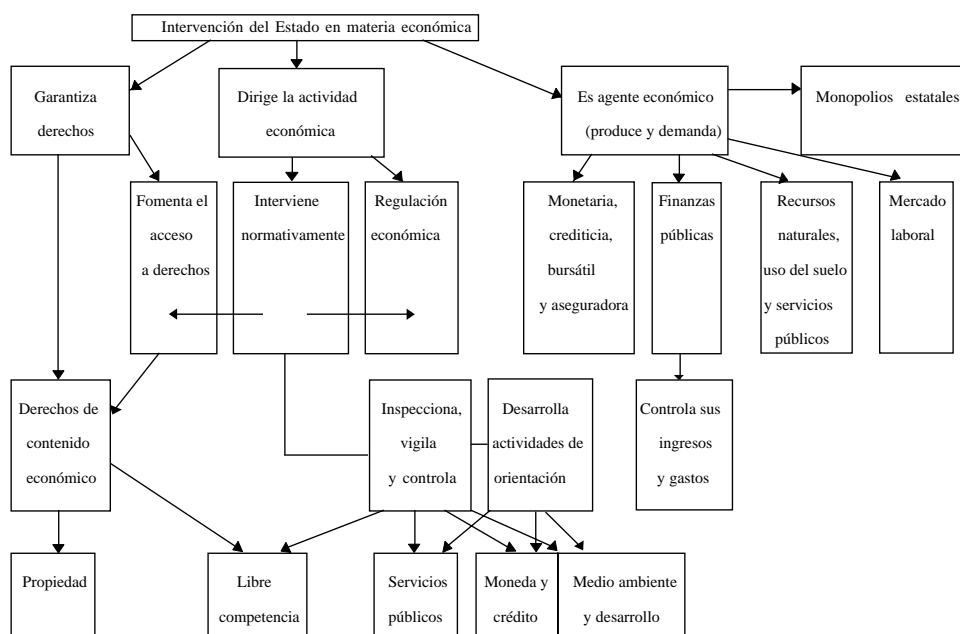 Intervención del Estado en materia económica
Garantiza
derechos
Dirige la actividad
económica
Es agente económico
(produce y demanda)
Monopolios estatales
Fomenta el
acceso
a derechos
Interviene
normativamente
Regulación
económica
Monetaria,
crediticia,
bursátil
y aseguradora
Finanzas
públicas
Recursos
naturales,
uso del suelo
y servicios
públicos
Mercado
laboral
Derechos de
contenido
económico
Inspecciona,
vigila
y controla
Desarrolla
actividades de
orientación
Controla sus
ingresos
y gastos
Propiedad
Libre
competencia
Servicios
públicos
Moneda y
crédito
Medio ambiente
y desarrollo